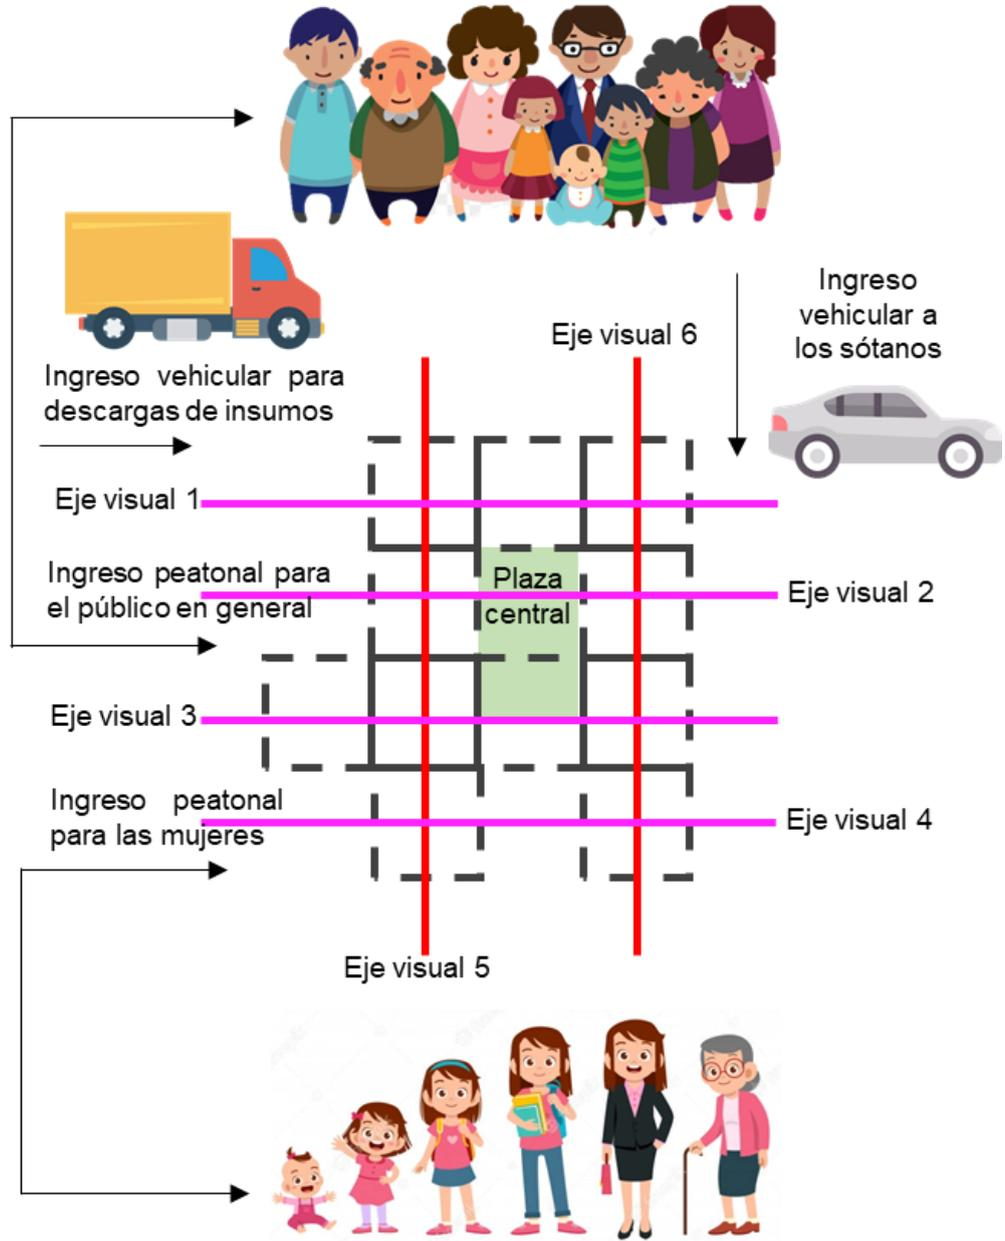 Ingreso
vehicular a
los sótanos
Eje visual 6
Ingreso vehicular para
descargas de insumos
Eje visual 1
Ingreso peatonal para
el público en general
Plaza
central
Eje visual 2
Eje visual 3
Ingreso peatonal
para las mujeres
Eje visual 4
Eje visual 5